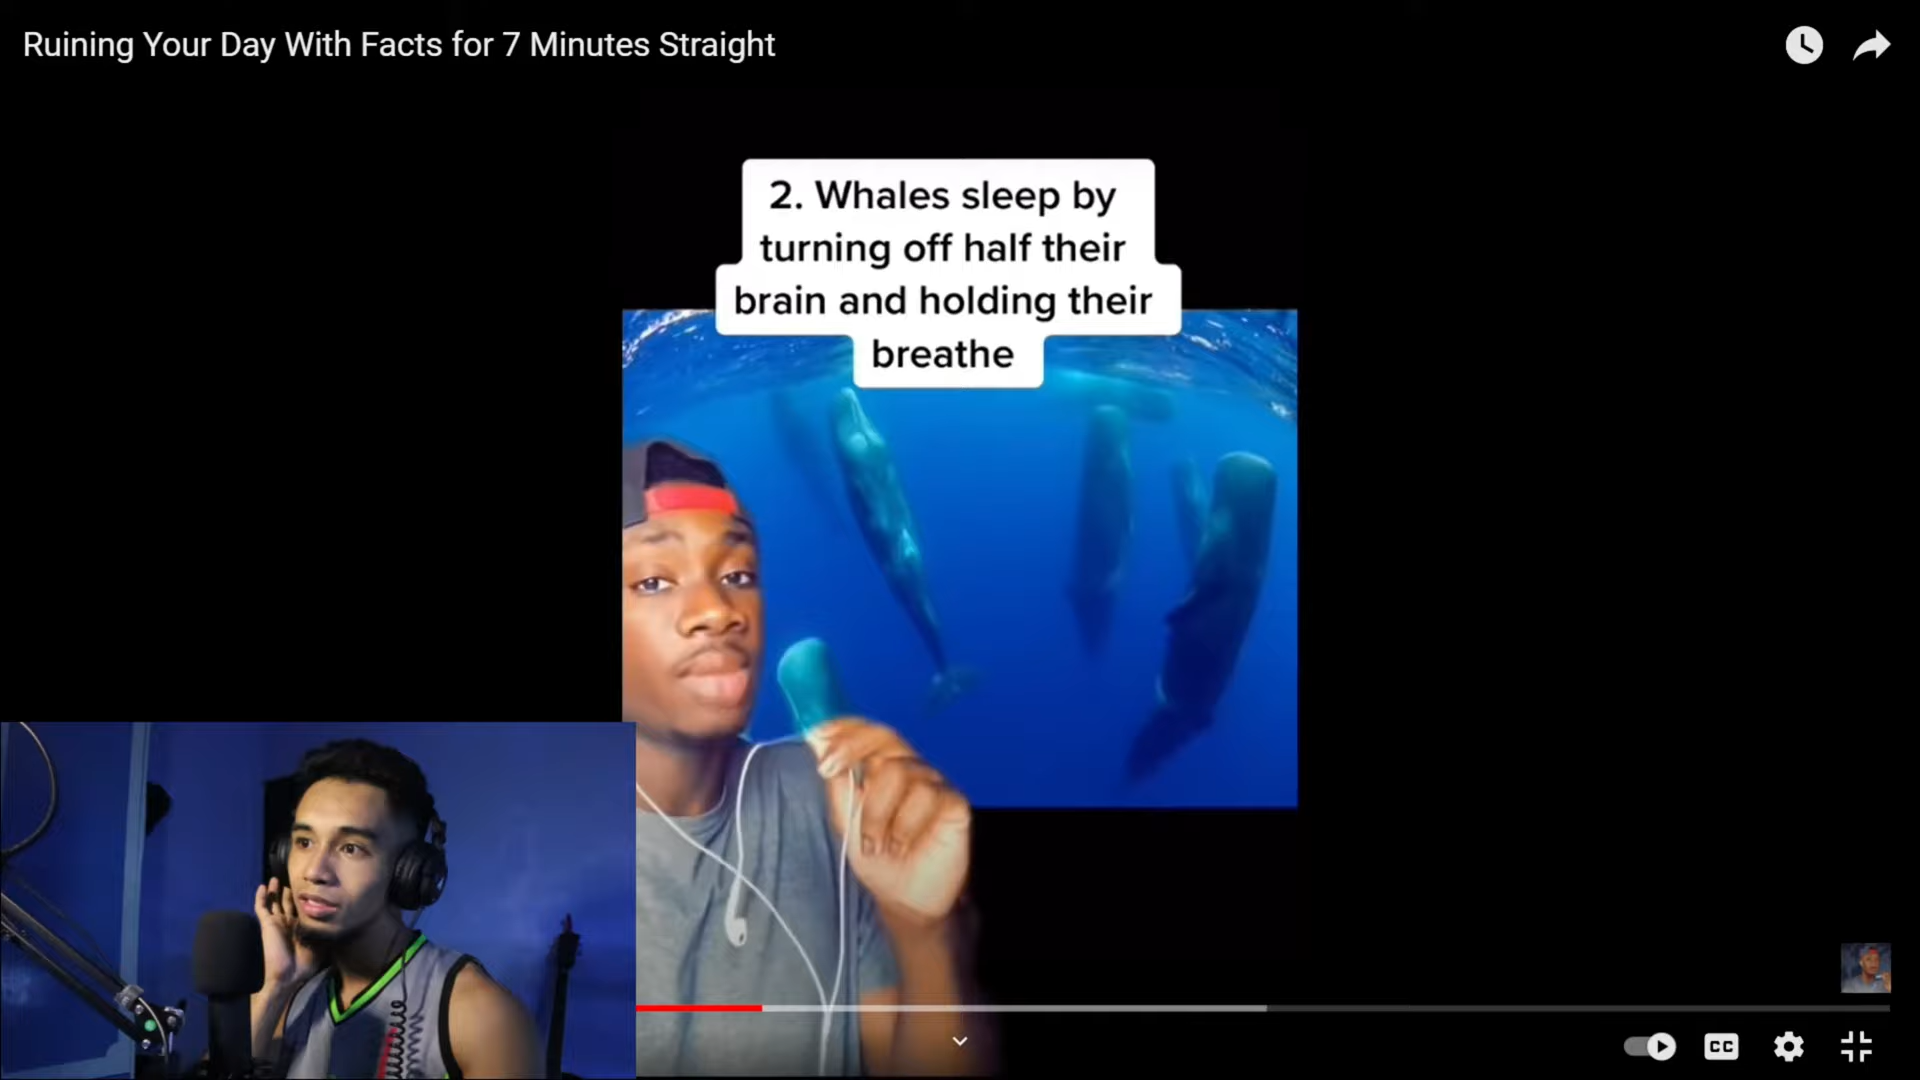 Ruining Your Day With Facts for 7 Minutes Straight
2. Whales sleep by
turning off half their
brain and holding their
breathe
CC